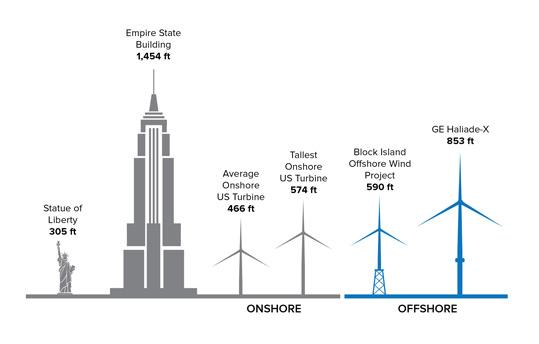 Empire State
Building
1,454 ft
GE Haliade-X
853 ft
Block Island
Offshore Wind
Project
590 ft
Tallest
Onshore
US Turbine
574 ft
Average
Onshore
US Turbine
466 ft
Statue of
Liberty
305 ft
ONSHORE
OFFSHORE